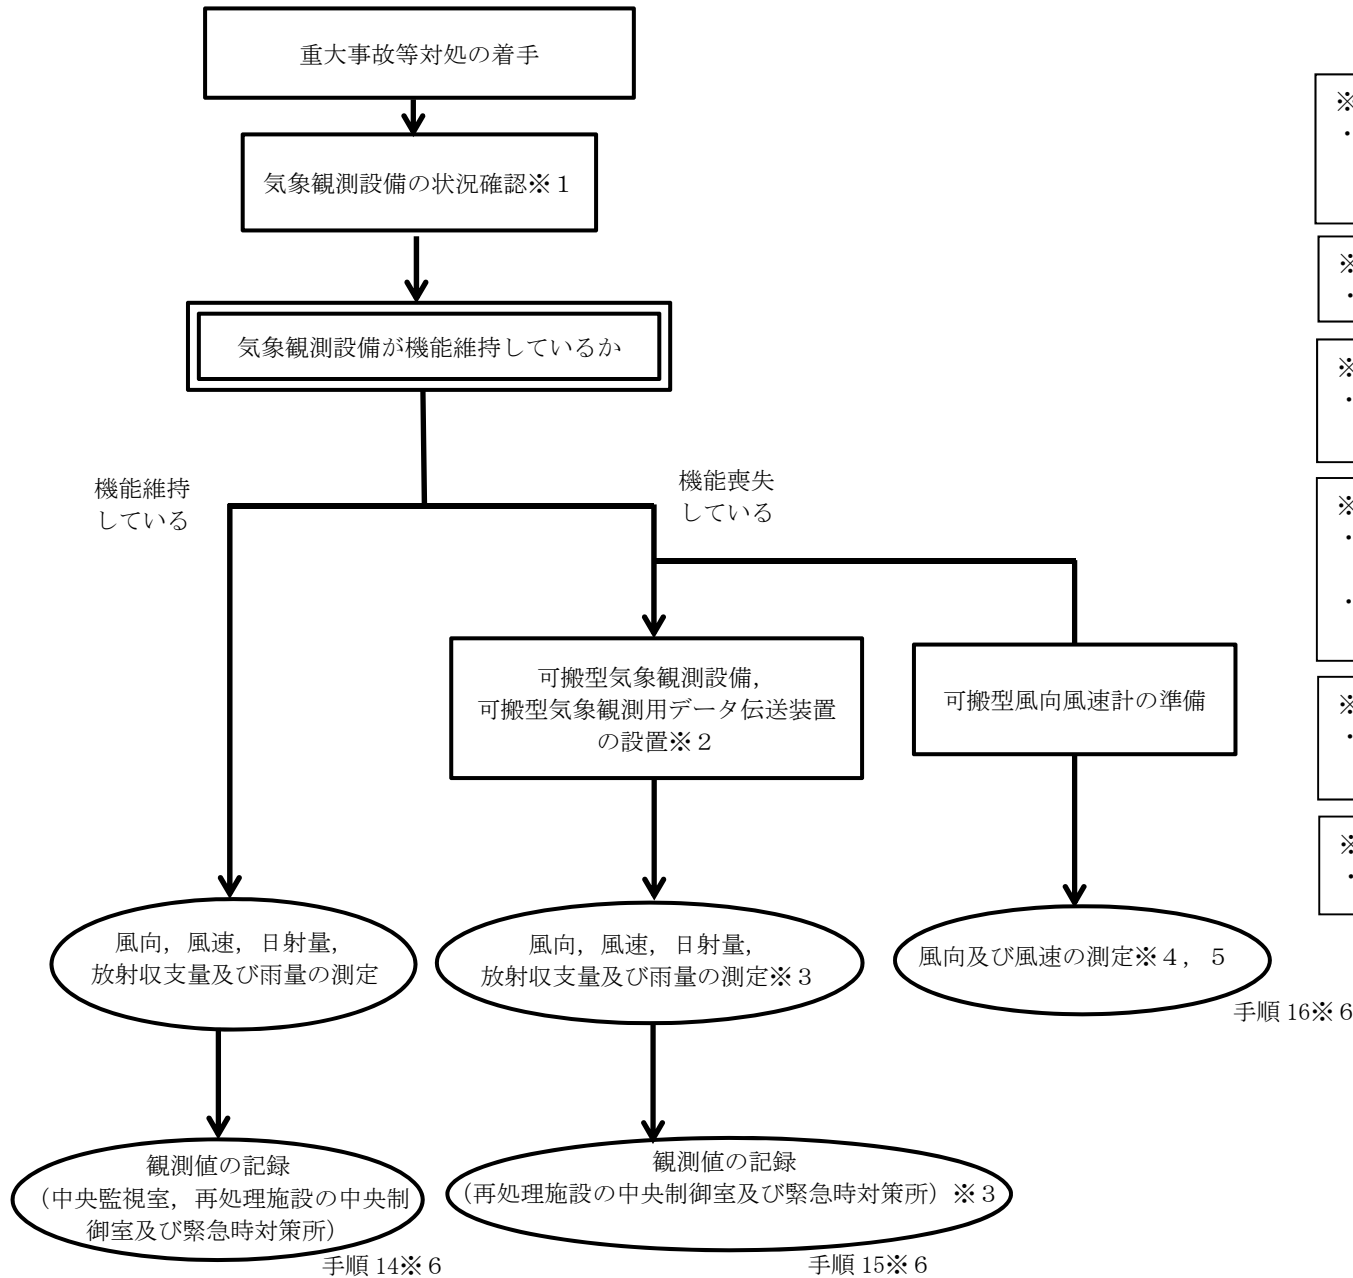 重大事故等対処の着手
気象観測設備の状況確認※１
気象観測設備が機能維持しているか
機能維持
している
機能喪失
している
可搬型気象観測設備，
可搬型気象観測用データ伝送装置
の設置※２
可搬型風向風速計の準備
風向，風速，日射量，
放射収支量及び雨量の測定
風向，風速，日射量，
放射収支量及び雨量の測定※３
風向及び風速の測定※４，５
手順 16※６
観測値の記録
（中央監視室，再処理施設の中央制
御室及び緊急時対策所）
手順 14※６
観測値の記録
（再処理施設の中央制御室及び緊急時対策所）※３
手順 15※６
※
・
※
・
※
・
※
・
・
※
・
※
・